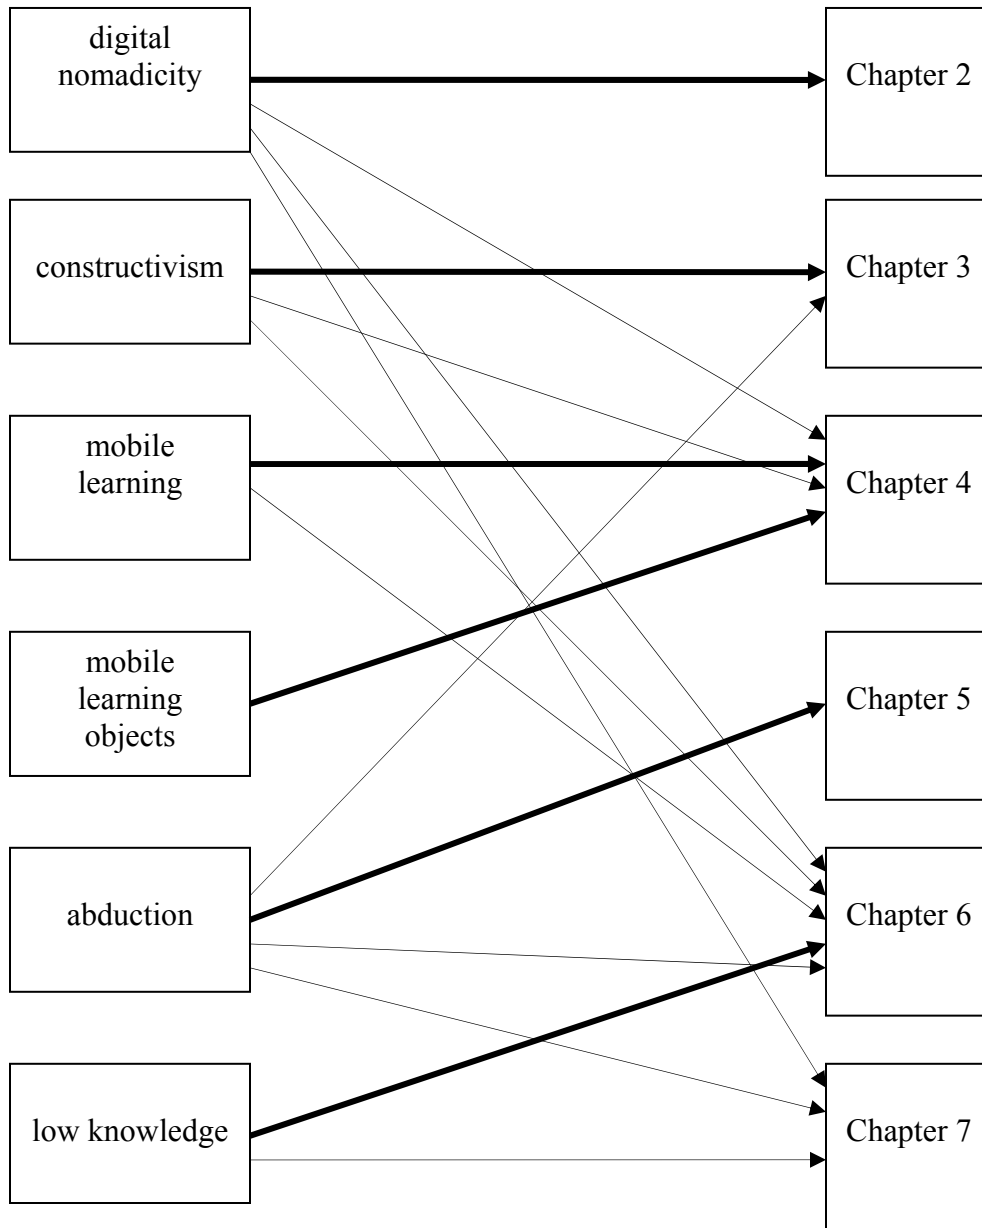 digital
nomadicity
Chapter 2
constructivism
Chapter 3
mobile
learning
Chapter 4
mobile
learning
objects
Chapter 5
abduction
Chapter 6
low knowledge
Chapter 7